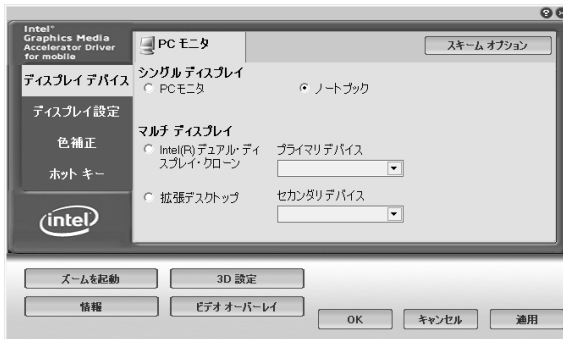 Intel®
Graphics Media
Accelerator Driver
for mobile
PC モニタ
スキーム オプション
ディスプレイ デバイス
ディスプレイ設定
色補正
ホット キー
intel
シングル ディスプレイ
PCモニタ
ノートブック
マルチ ディスプレイ
Intel(R) デュアル・ディ
スプレイ・クローン
プライマリ デバイス
拡張デスクトップ
セカンダリ デバイス
ズームを起動
3D 設定
情報
ビデオ オーバーレイ
OK
キャンセル
適用